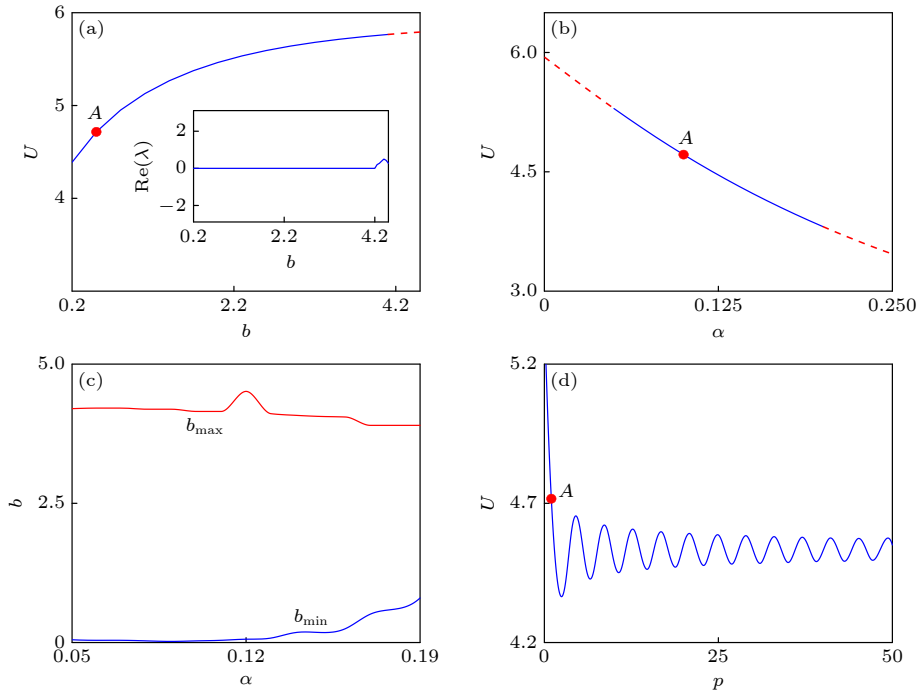 (a)
6
5
4
U
A
2
0
−2
Re(λ)
0.2
2.2
4.2
b
0.2
2.2
4.2
b
(b)
6.0
4.5
3.0
U
A
0
0.125
0.250
α
(c)
5.0
2.5
0
b
b_max
b_min
0.05
0.12
0.19
α
(d)
5.2
4.7
4.2
U
A
0
25
50
p